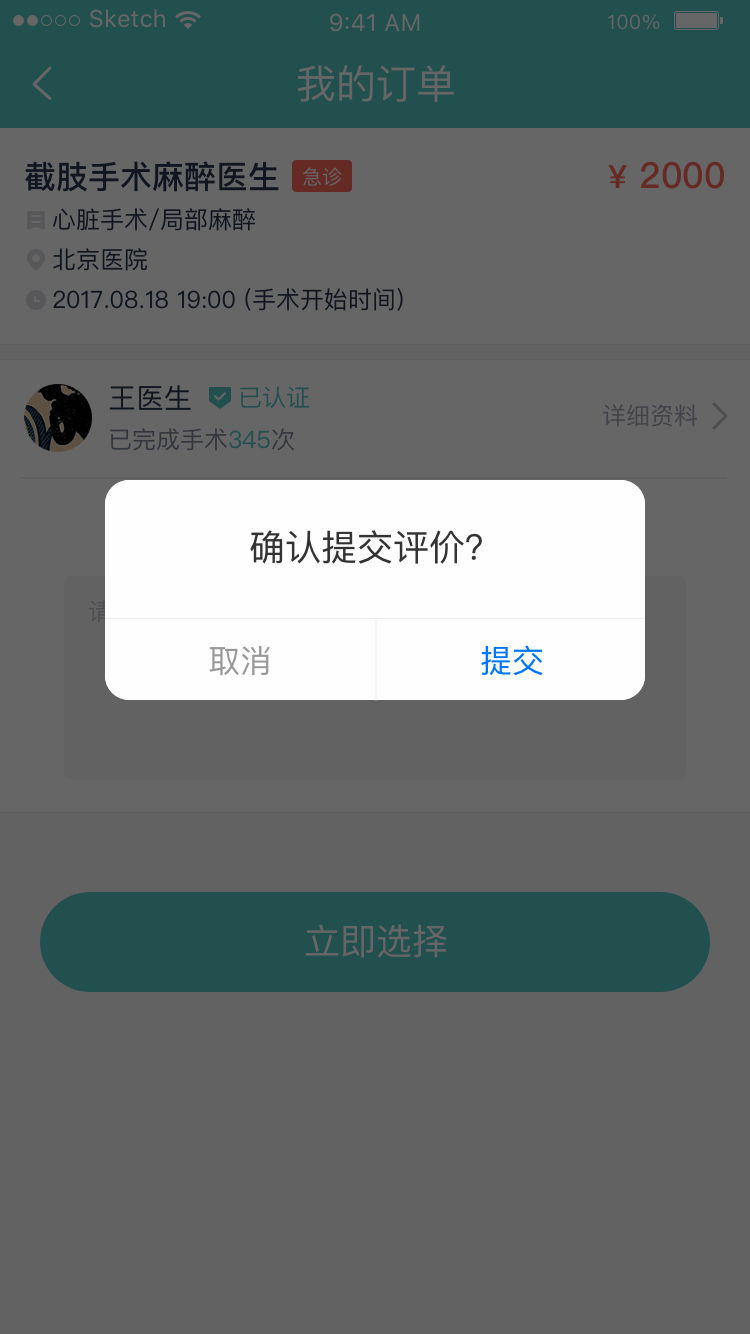 Sketch 9:41 AM 100%
我的订单
截肢手术麻醉医生 急诊 ¥ 2000
心脏手术/局部麻醉
北京医院
2017.08.18 19:00 (手术开始时间)
王医生 已认证
已完成手术345次
详细资料
确认提交评价?
请
取消 提交
立即选择